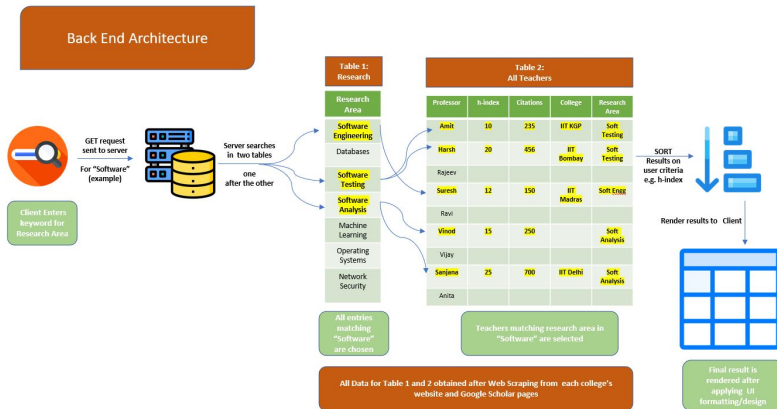 Back End Architecture
Client Enters
keyword for
Research Area
GET request
sent to server
For “Software”
(example)
Server searches
in two tables
one
after the other
Table 1:
Research
Research
Area
Software
Engineering
Databases
Software
Testing
Software
Analysis
Machine
Learning
Operating
Systems
Network
Security
All entries
matching
“Software”
are chosen
Table 2:
All Teachers
Professor h-index Citations College Research Area
Amit 10 235 IIT KGP Soft Testing
Harsh 20 456 IIT Bombay Soft Testing
Rajeev
Suresh 12 150 IIT Madras Soft Engg
Ravi
Vinod 15 250 Soft Analysis
Vijay
Sanjana 25 700 IIT Delhi Soft Analysis
Anita
Teachers matching research area in
“Software” are selected
SORT
Results on
user criteria
e.g. h-index
Render results to Client
Final result is
rendered after
applying UI
formatting/design
All Data for Table 1 and 2 obtained after Web Scraping from each college’s
website and Google Scholar pages